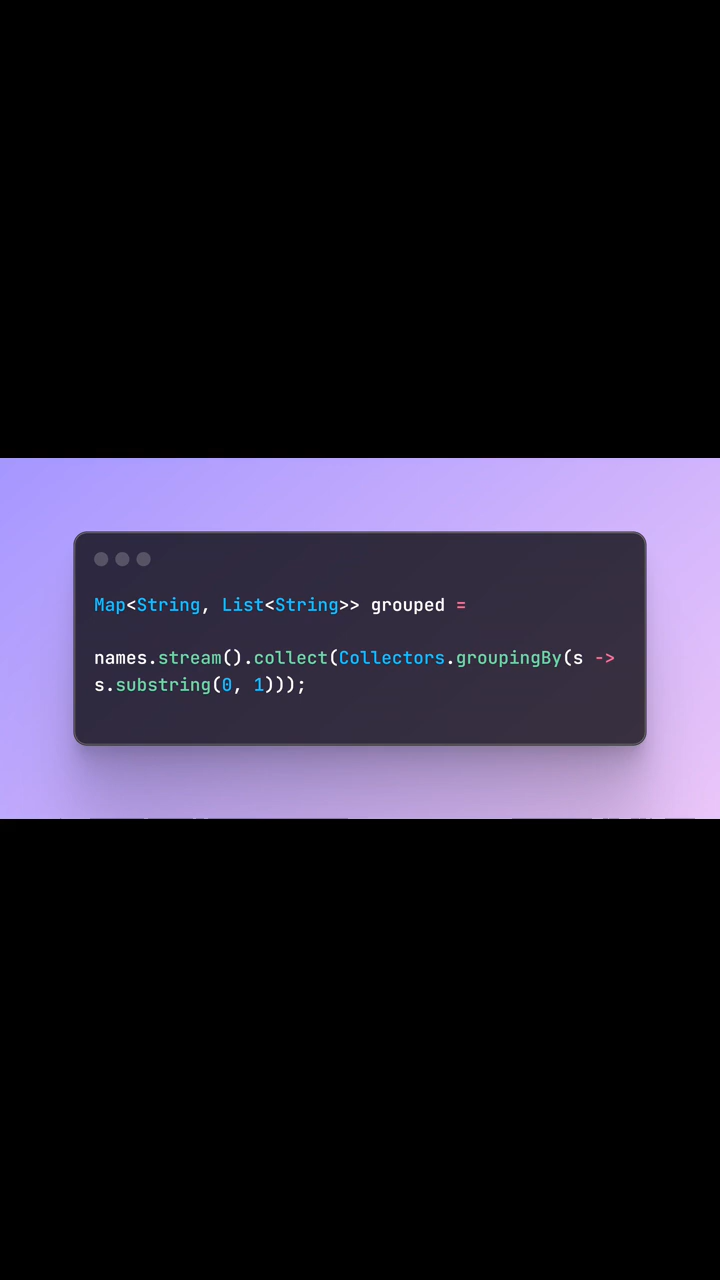 Map<String, List<String>> grouped =
names.stream().collect(Collectors.groupingBy(s ->
s.substring(0, 1)));